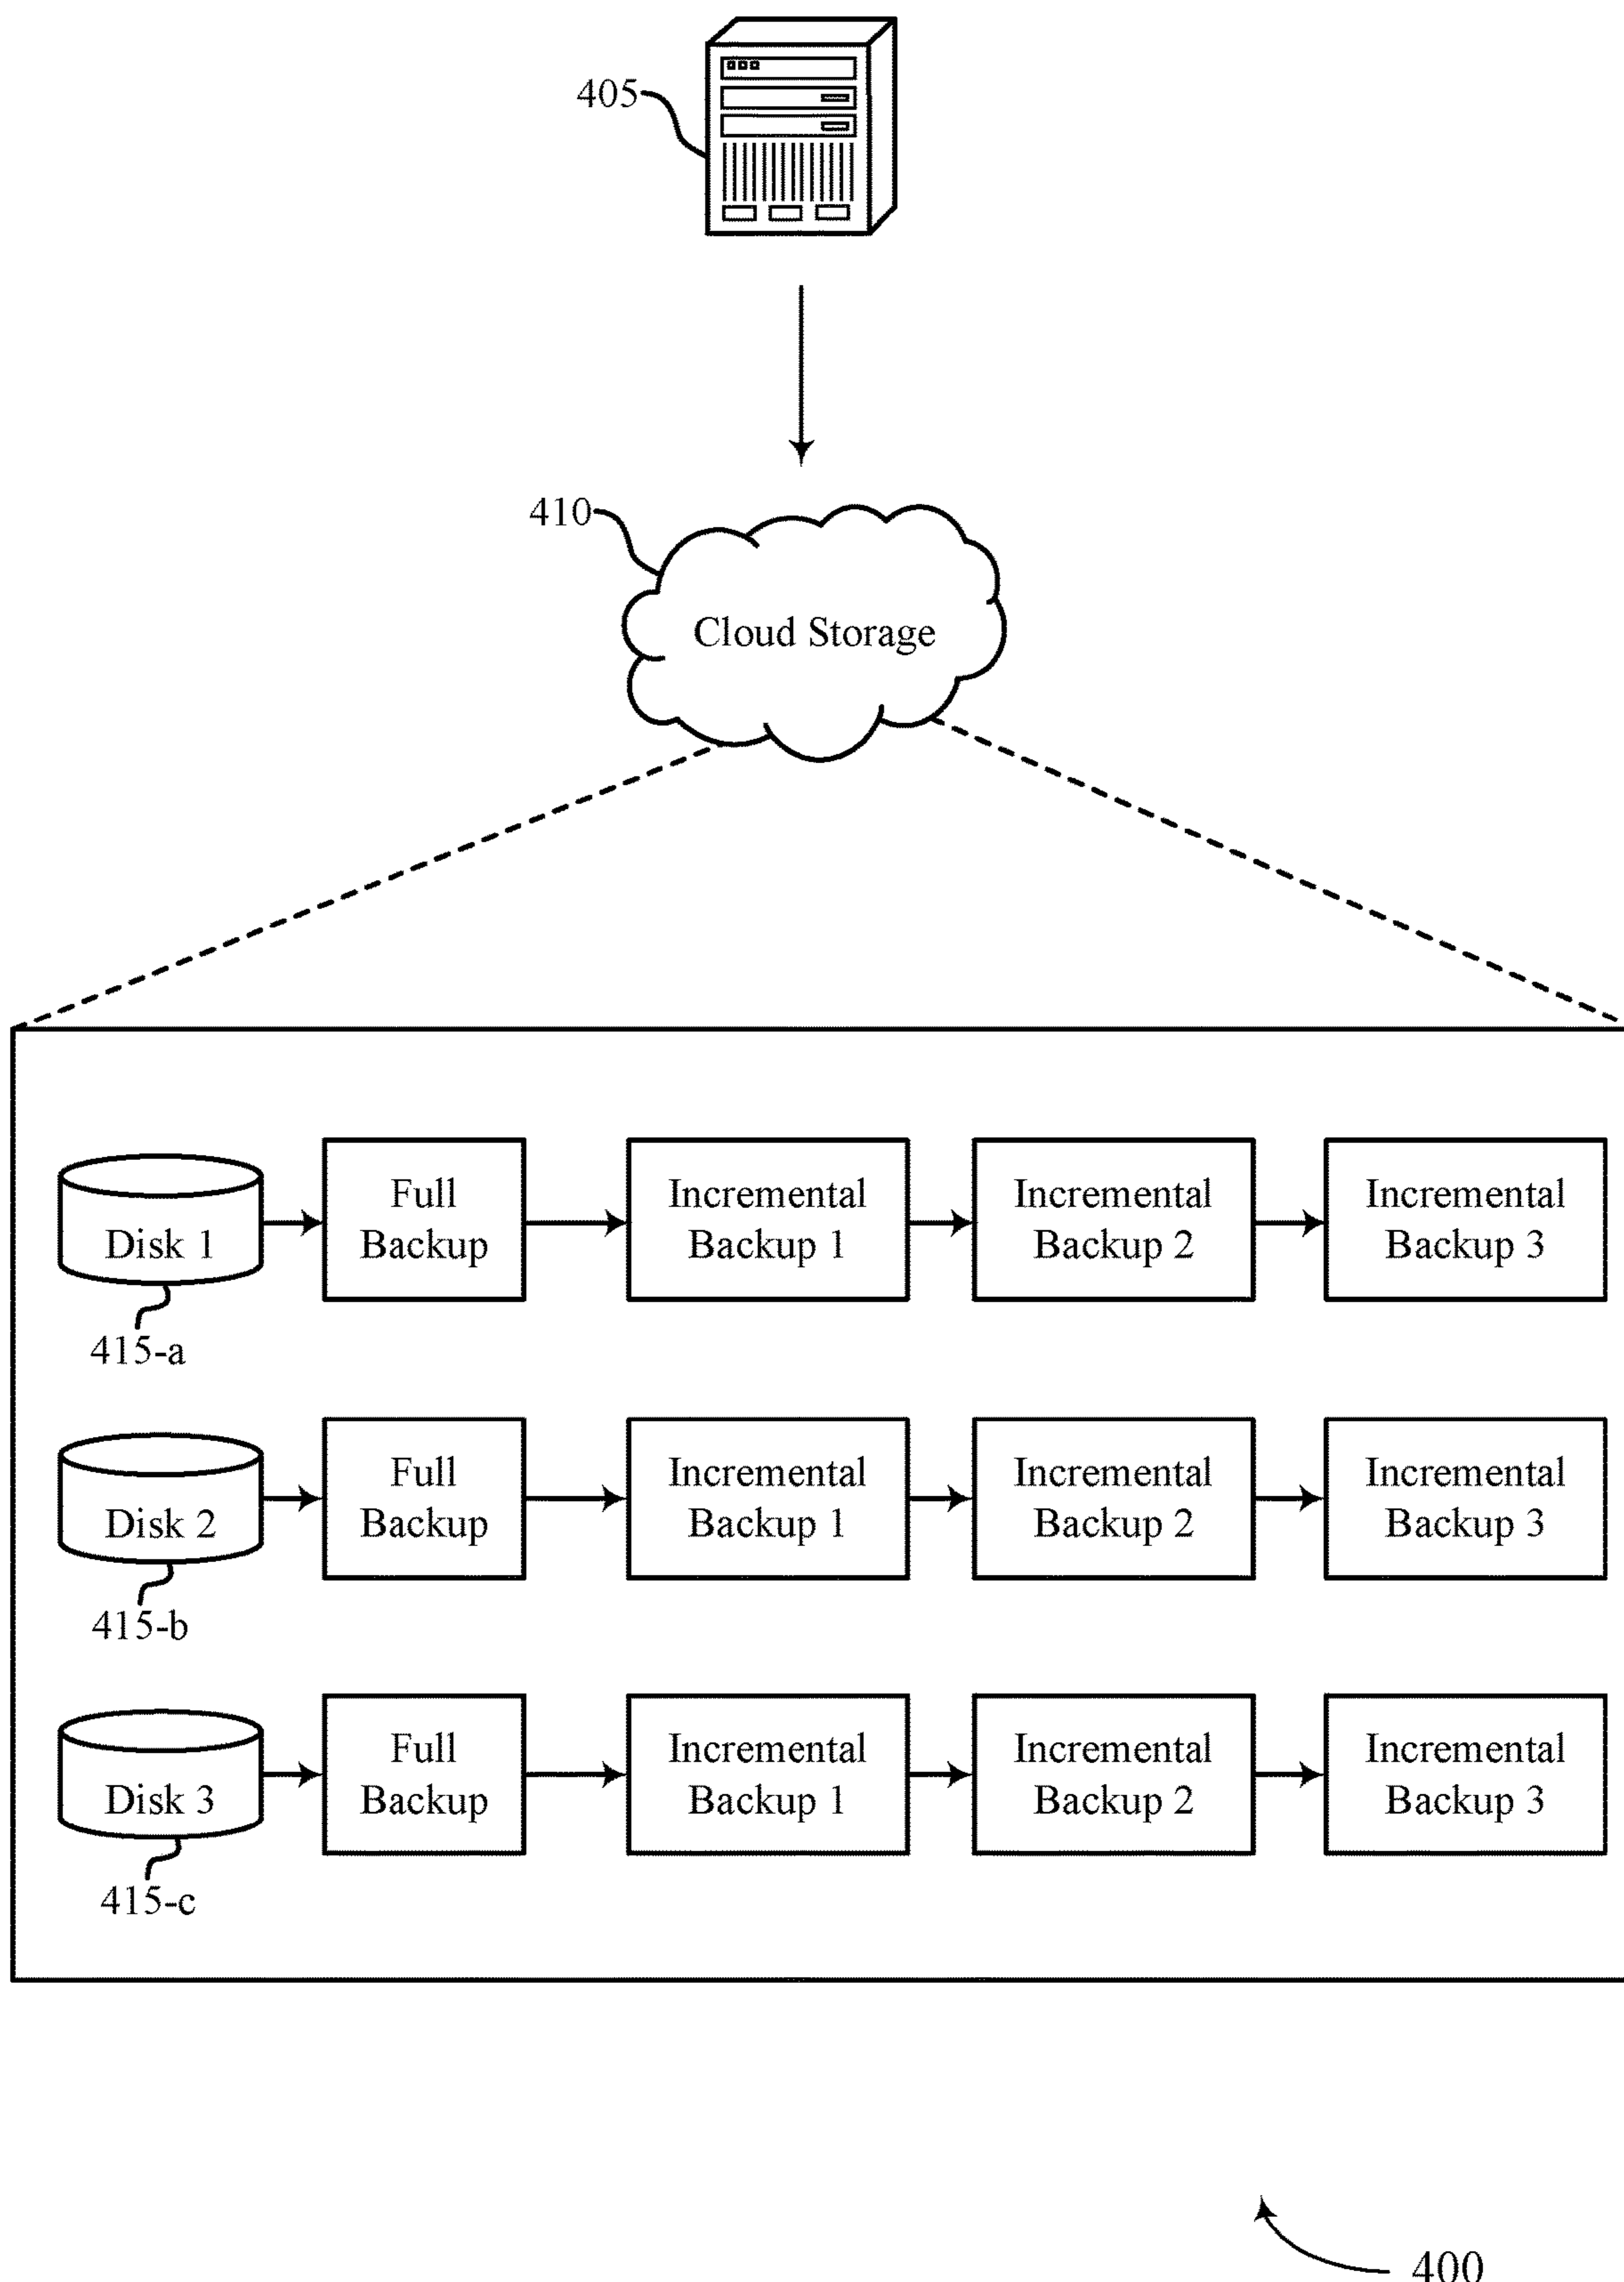 405
410
Cloud Storage
Full
Incremental
Incremental
Incremental
Disk 1
Backup
Backup 1
Backup 2
Backup 3
415-a
Full
Incremental
Incremental
Incremental
Disk 2
Backup
Backup 1
Backup 2
Backup 3
415-b
Full
Incremental
Incremental
Incremental
Disk 3
Backup
Backup 1
Backup 2
Backup 3
415-c
400